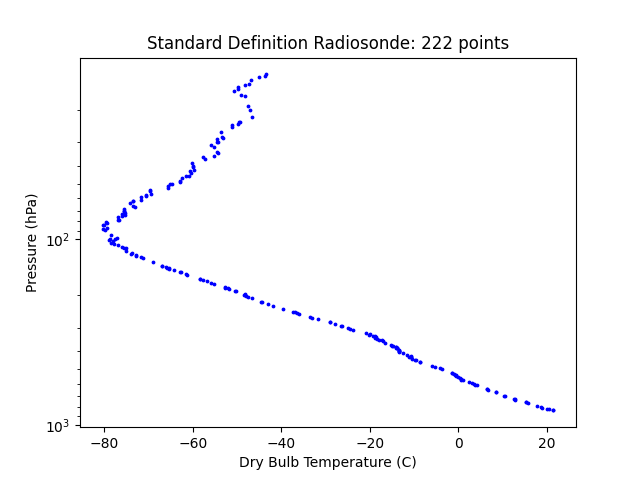 Standard Definition Radiosonde: 222 points
Pressure (hPa)
10²
10³
−80 −60 −40 −20 0 20
Dry Bulb Temperature (C)